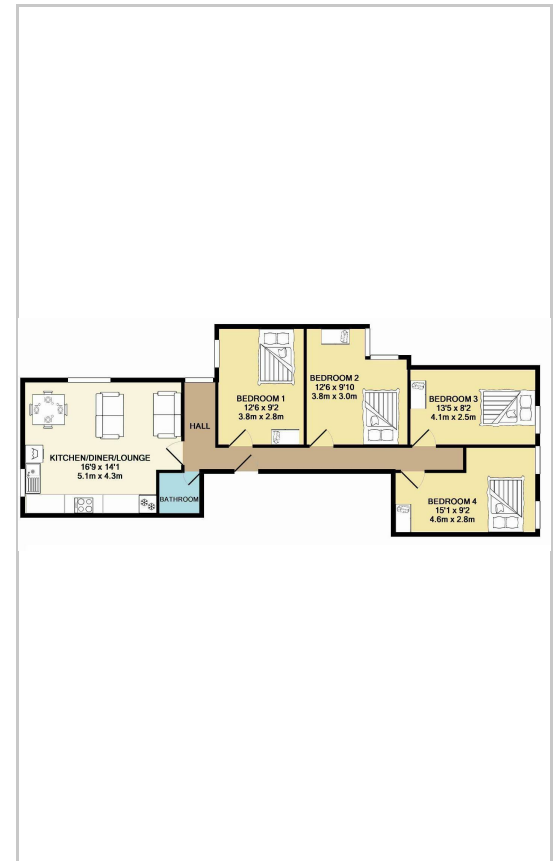 BEDROOM 1
12'6 x 9'2
3.8m x 2.8m
BEDROOM 2
12'6 x 9'10
3.8m x 3.0m
BEDROOM 3
13'5 x 8'2
4.1m x 2.5m
HALL
KITCHEN/DINER/LOUNGE
16'9 x 14'1
5.1m x 4.3m
BATHROOM
BEDROOM 4
15'1 x 9'2
4.6m x 2.8m